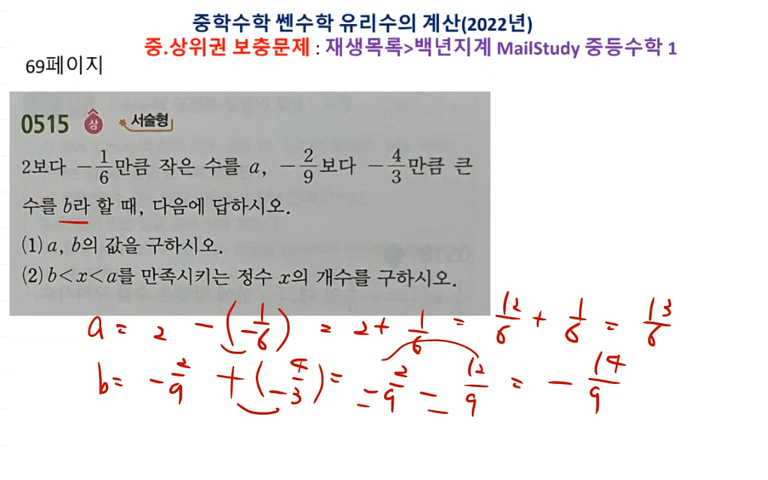 중학수학 쎈수학 유리수의 계산(2022년)
중.상위권 보충문제 : 재생목록>백년지계 MailStudy 중등수학 1
69페이지
0515 상 서술형
2보다 -1/6만큼 작은 수를 a, -2/9보다 -4/3만큼 큰
수를 b라 할 때, 다음에 답하시오.
(1) a, b의 값을 구하시오.
(2) b<x<a를 만족시키는 정수 x의 개수를 구하시오.
a = 2 - (-1/6) = 2 + 1/6 = 12/6 + 1/6 = 13/6
b = -2/9 + (-4/3) = -2/9 - 12/9 = -14/9